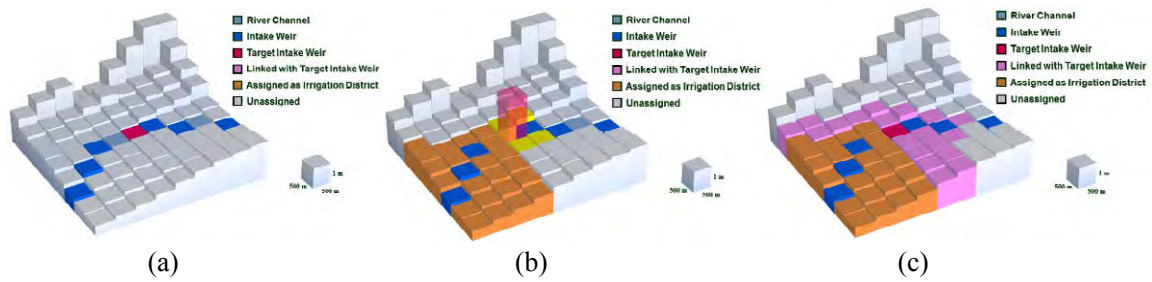 River Channel
Intake Weir
Target Intake Weir
Linked with Target Intake Weir
Assigned as Irrigation District
Unassigned
1 m
500 m
500 m
(a)
River Channel
Intake Weir
Target Intake Weir
Linked with Target Intake Weir
Assigned as Irrigation District
Unassigned
1 m
500 m
500 m
(b)
River Channel
Intake Weir
Target Intake Weir
Linked with Target Intake Weir
Assigned as Irrigation District
Unassigned
1 m
500 m
500 m
(c)